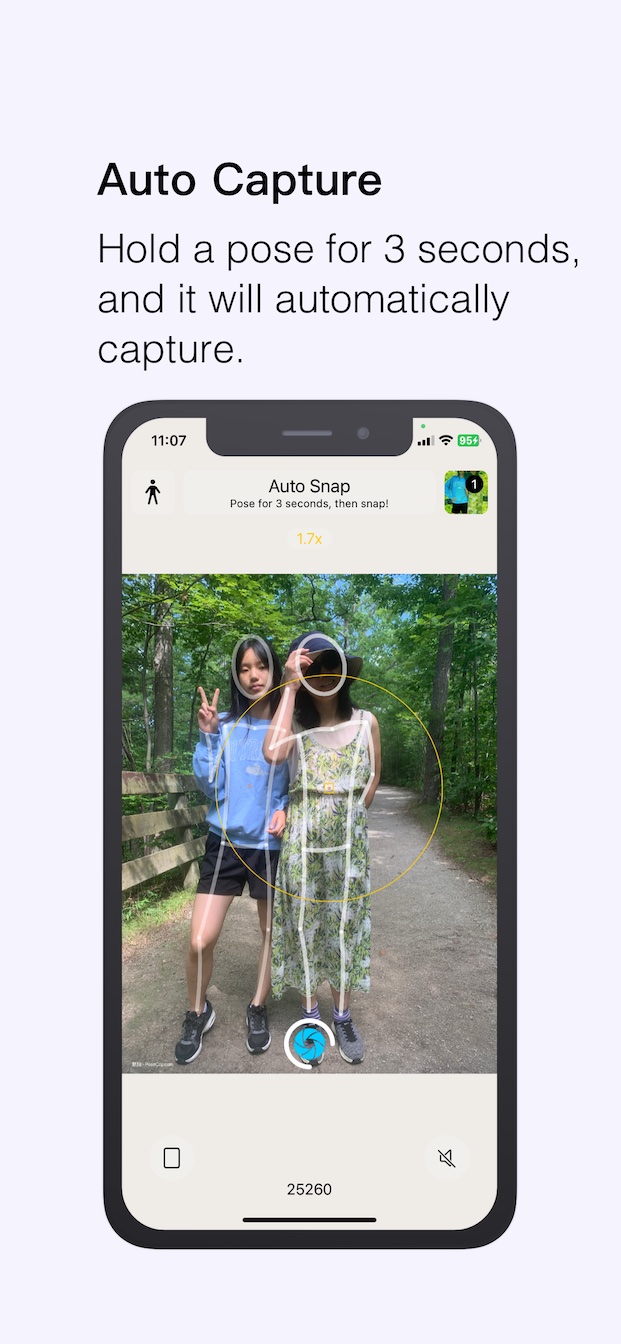 Auto Capture
Hold a pose for 3 seconds,
and it will automatically
capture.
11:07
95
Auto Snap
Pose for 3 seconds, then snap!
1
1.7x
25260